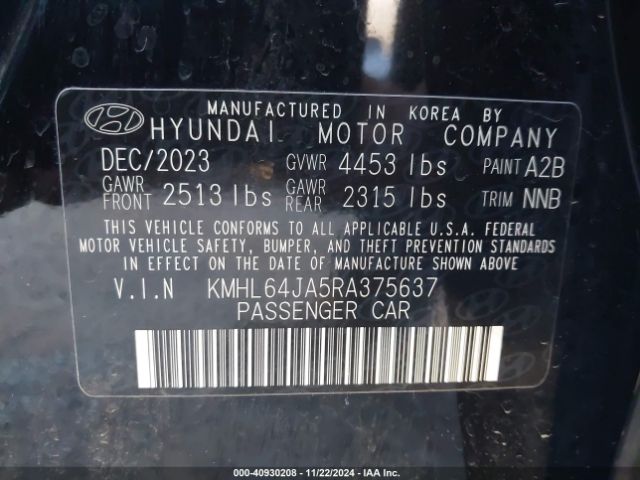 MANUFACTURED IN KOREA BY
HYUNDAI MOTOR COMPANY
DEC/2023 GVWR 4453 lbs PAINT A2B
GAWR FRONT 2513 lbs GAWR REAR 2315 lbs TRIM NNB
THIS VEHICLE CONFORMS TO ALL APPLICABLE U.S.A. FEDERAL
MOTOR VEHICLE SAFETY, BUMPER, AND THEFT PREVENTION STANDARDS
IN EFFECT ON THE DATE OF MANUFACTURE SHOWN ABOVE
V.I.N KMHL64JA5RA375637
PASSENGER CAR
000-40930208 - 11/22/2024 - IAA Inc.